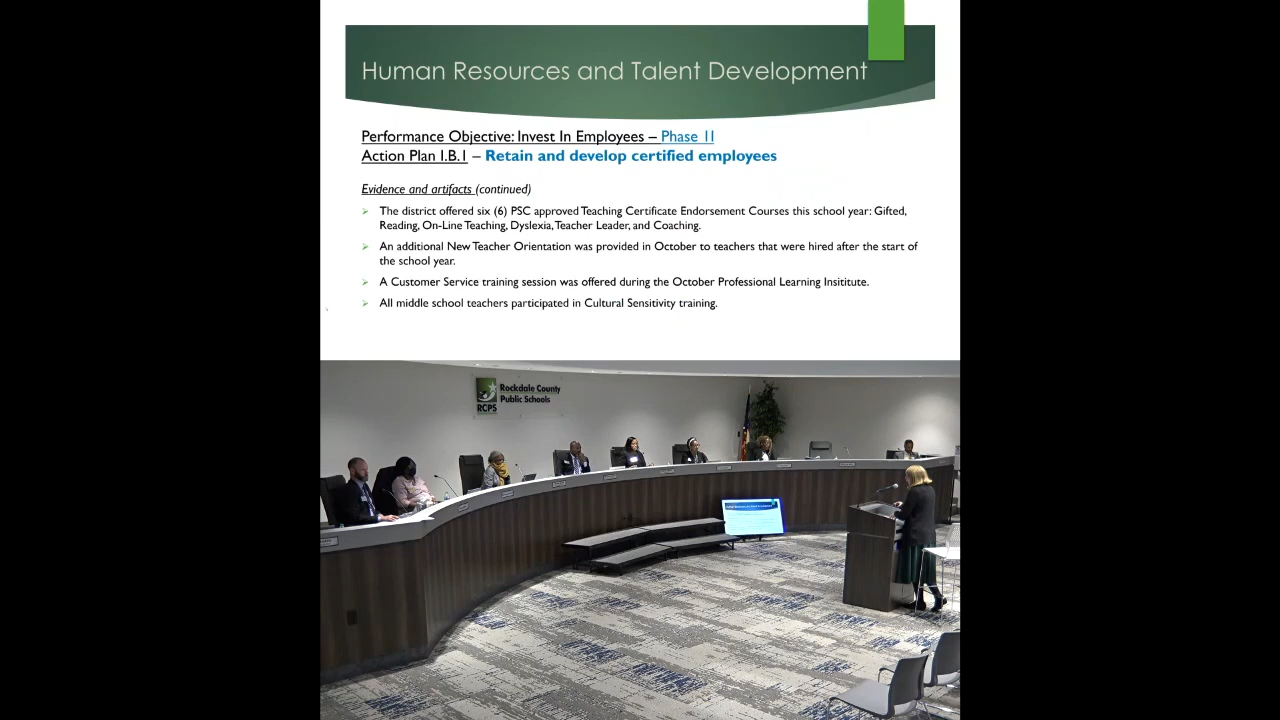 Human Resources and Talent Development
Performance Objective: Invest In Employees – Phase II
Action Plan I.B.1 – Retain and develop certified employees
Evidence and artifacts (continued)
The district offered six (6) PSC approved Teaching Certificate Endorsement Courses this school year: Gifted,
Reading, On-Line Teaching, Dyslexia, Teacher Leader, and Coaching.
An additional New Teacher Orientation was provided in October to teachers that were hired after the start of
the school year.
A Customer Service training session was offered during the October Professional Learning Insititute.
All middle school teachers participated in Cultural Sensitivity training.
Rockdale County
Public Schools
RCPS